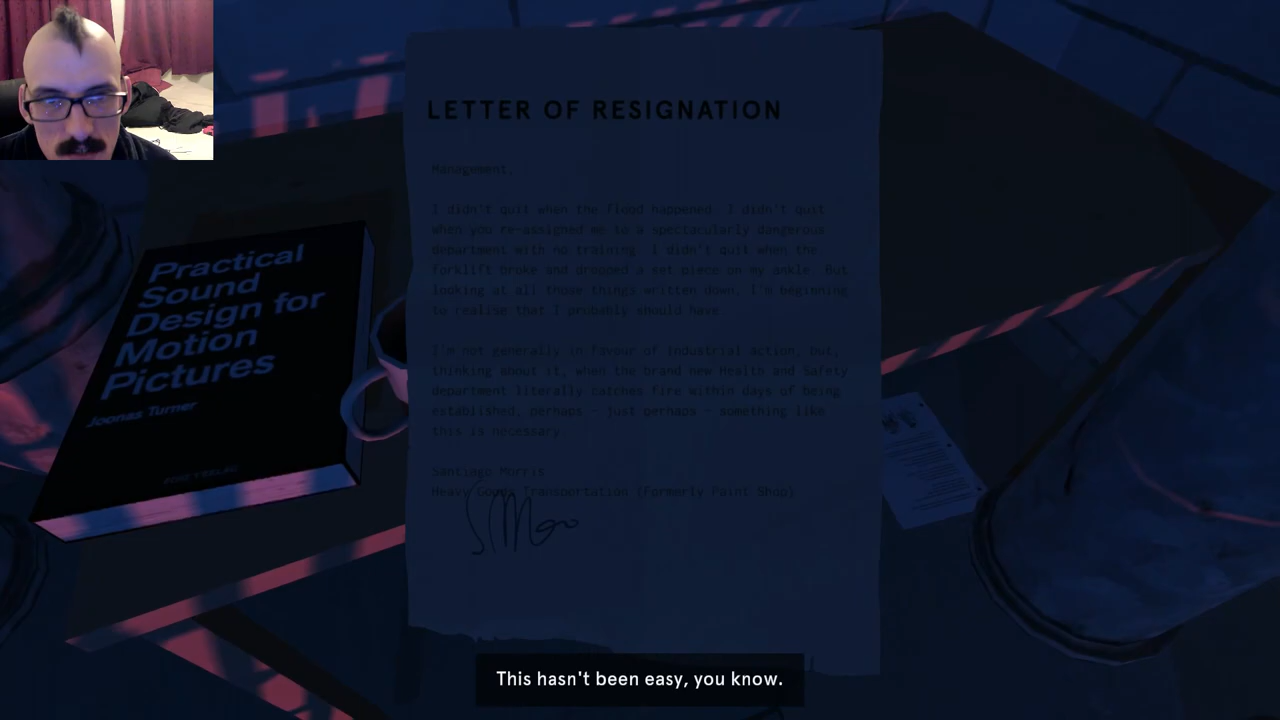 LETTER OF RESIGNATION
Management,
I didn't quit when the flood happened. I didn't quit
when you re-assigned me to a spectacularly dangerous
department with no training. I didn't quit when the
forklift broke and dropped a set piece on my ankle. But
looking at all those things written down, I'm beginning
to realise that I probably should have.
I'm not generally in favour of industrial action, but,
thinking about it, when the brand new Health and Safety
department literally catches fire within days of being
established, perhaps - just perhaps - something like
this is necessary.
Santiago Morris
Heavy Goods Transportation (Formerly Paint Shop)
S Mo
Practical
Sound
Design for
Motion
Pictures
Joonas Turner
This hasn't been easy, you know.